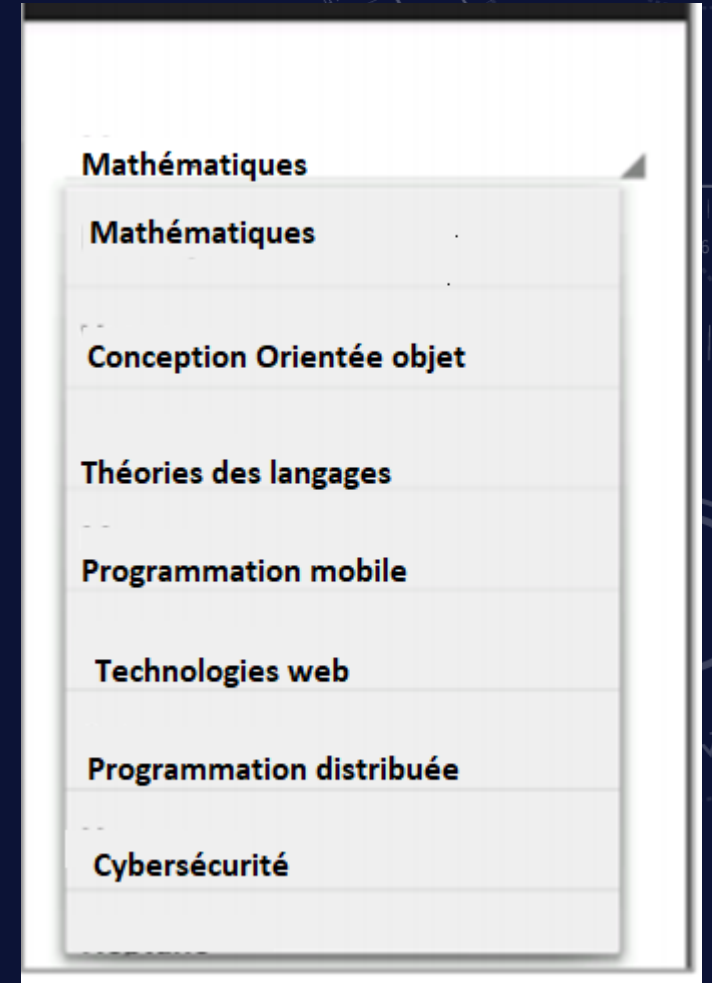 Mathématiques
Mathématiques
Conception Orientée objet
Théories des langages
Programmation mobile
Technologies web
Programmation distribuée
Cybersécurité